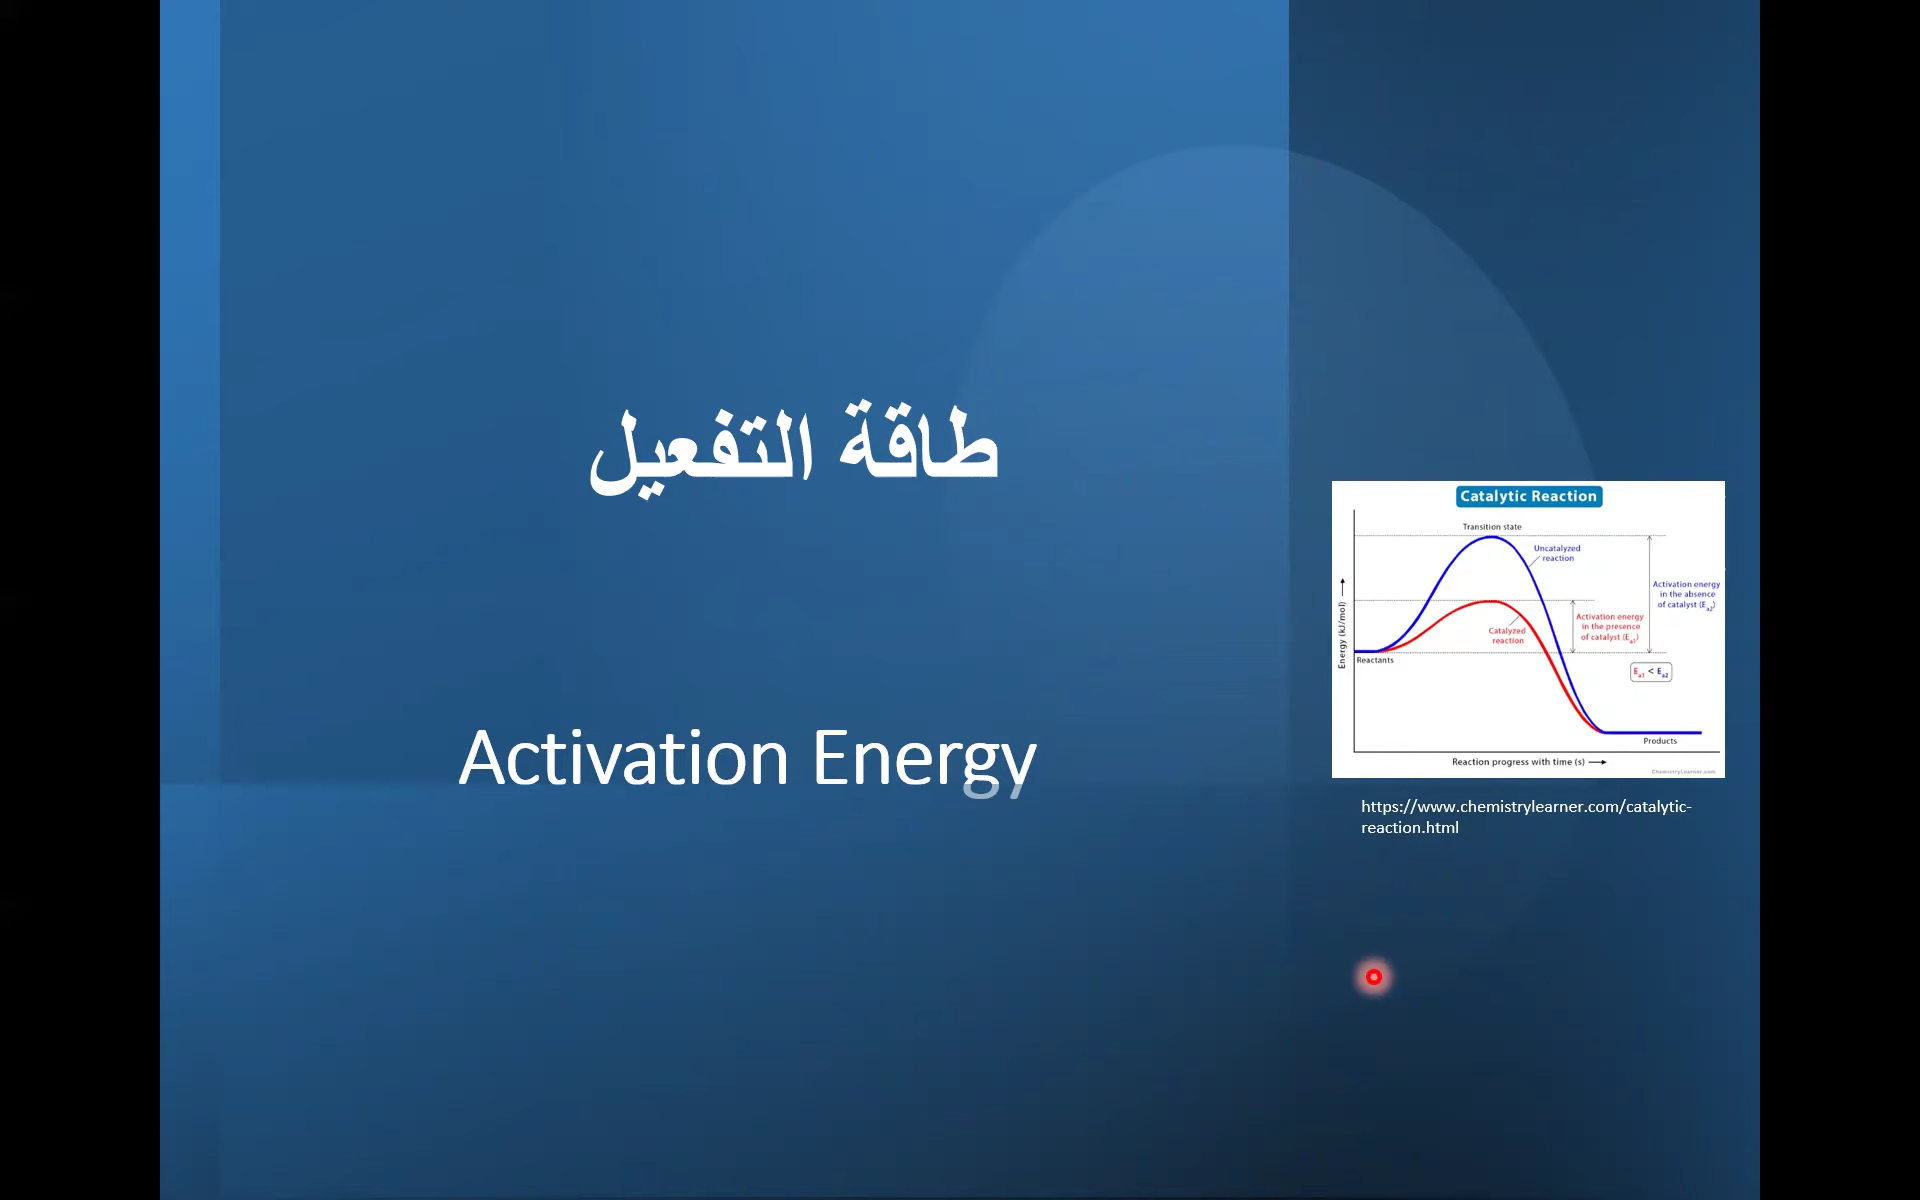 طاقة التفعيل
Activation Energy
Catalytic Reaction
Transition state
Uncatalyzed
reaction
Activation energy
in the absence
of catalyst (Ea2)
Activation energy
in the presence
of catalyst (Ea1)
Catalyzed
reaction
Energy (kJ/mol)
Reactants
Ea1 < Ea2
Products
Reaction progress with time (s)
ChemistryLearner.com
https://www.chemistrylearner.com/catalytic-
reaction.html